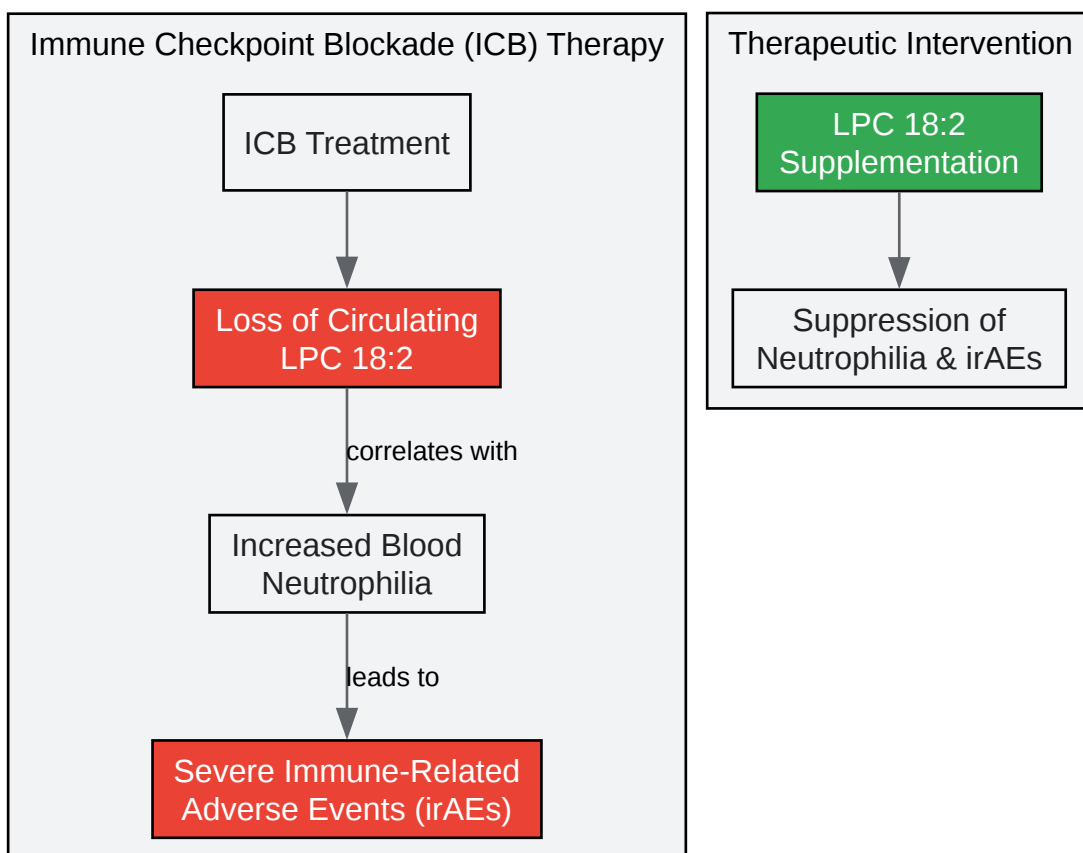 Immune Checkpoint Blockade (ICB) Therapy
ICB Treatment
Loss of Circulating
LPC 18:2
correlates with
Increased Blood
Neutrophilia
leads to
Severe Immune-Related
Adverse Events (irAEs)
Therapeutic Intervention
LPC 18:2
Supplementation
Suppression of
Neutrophilia & irAEs